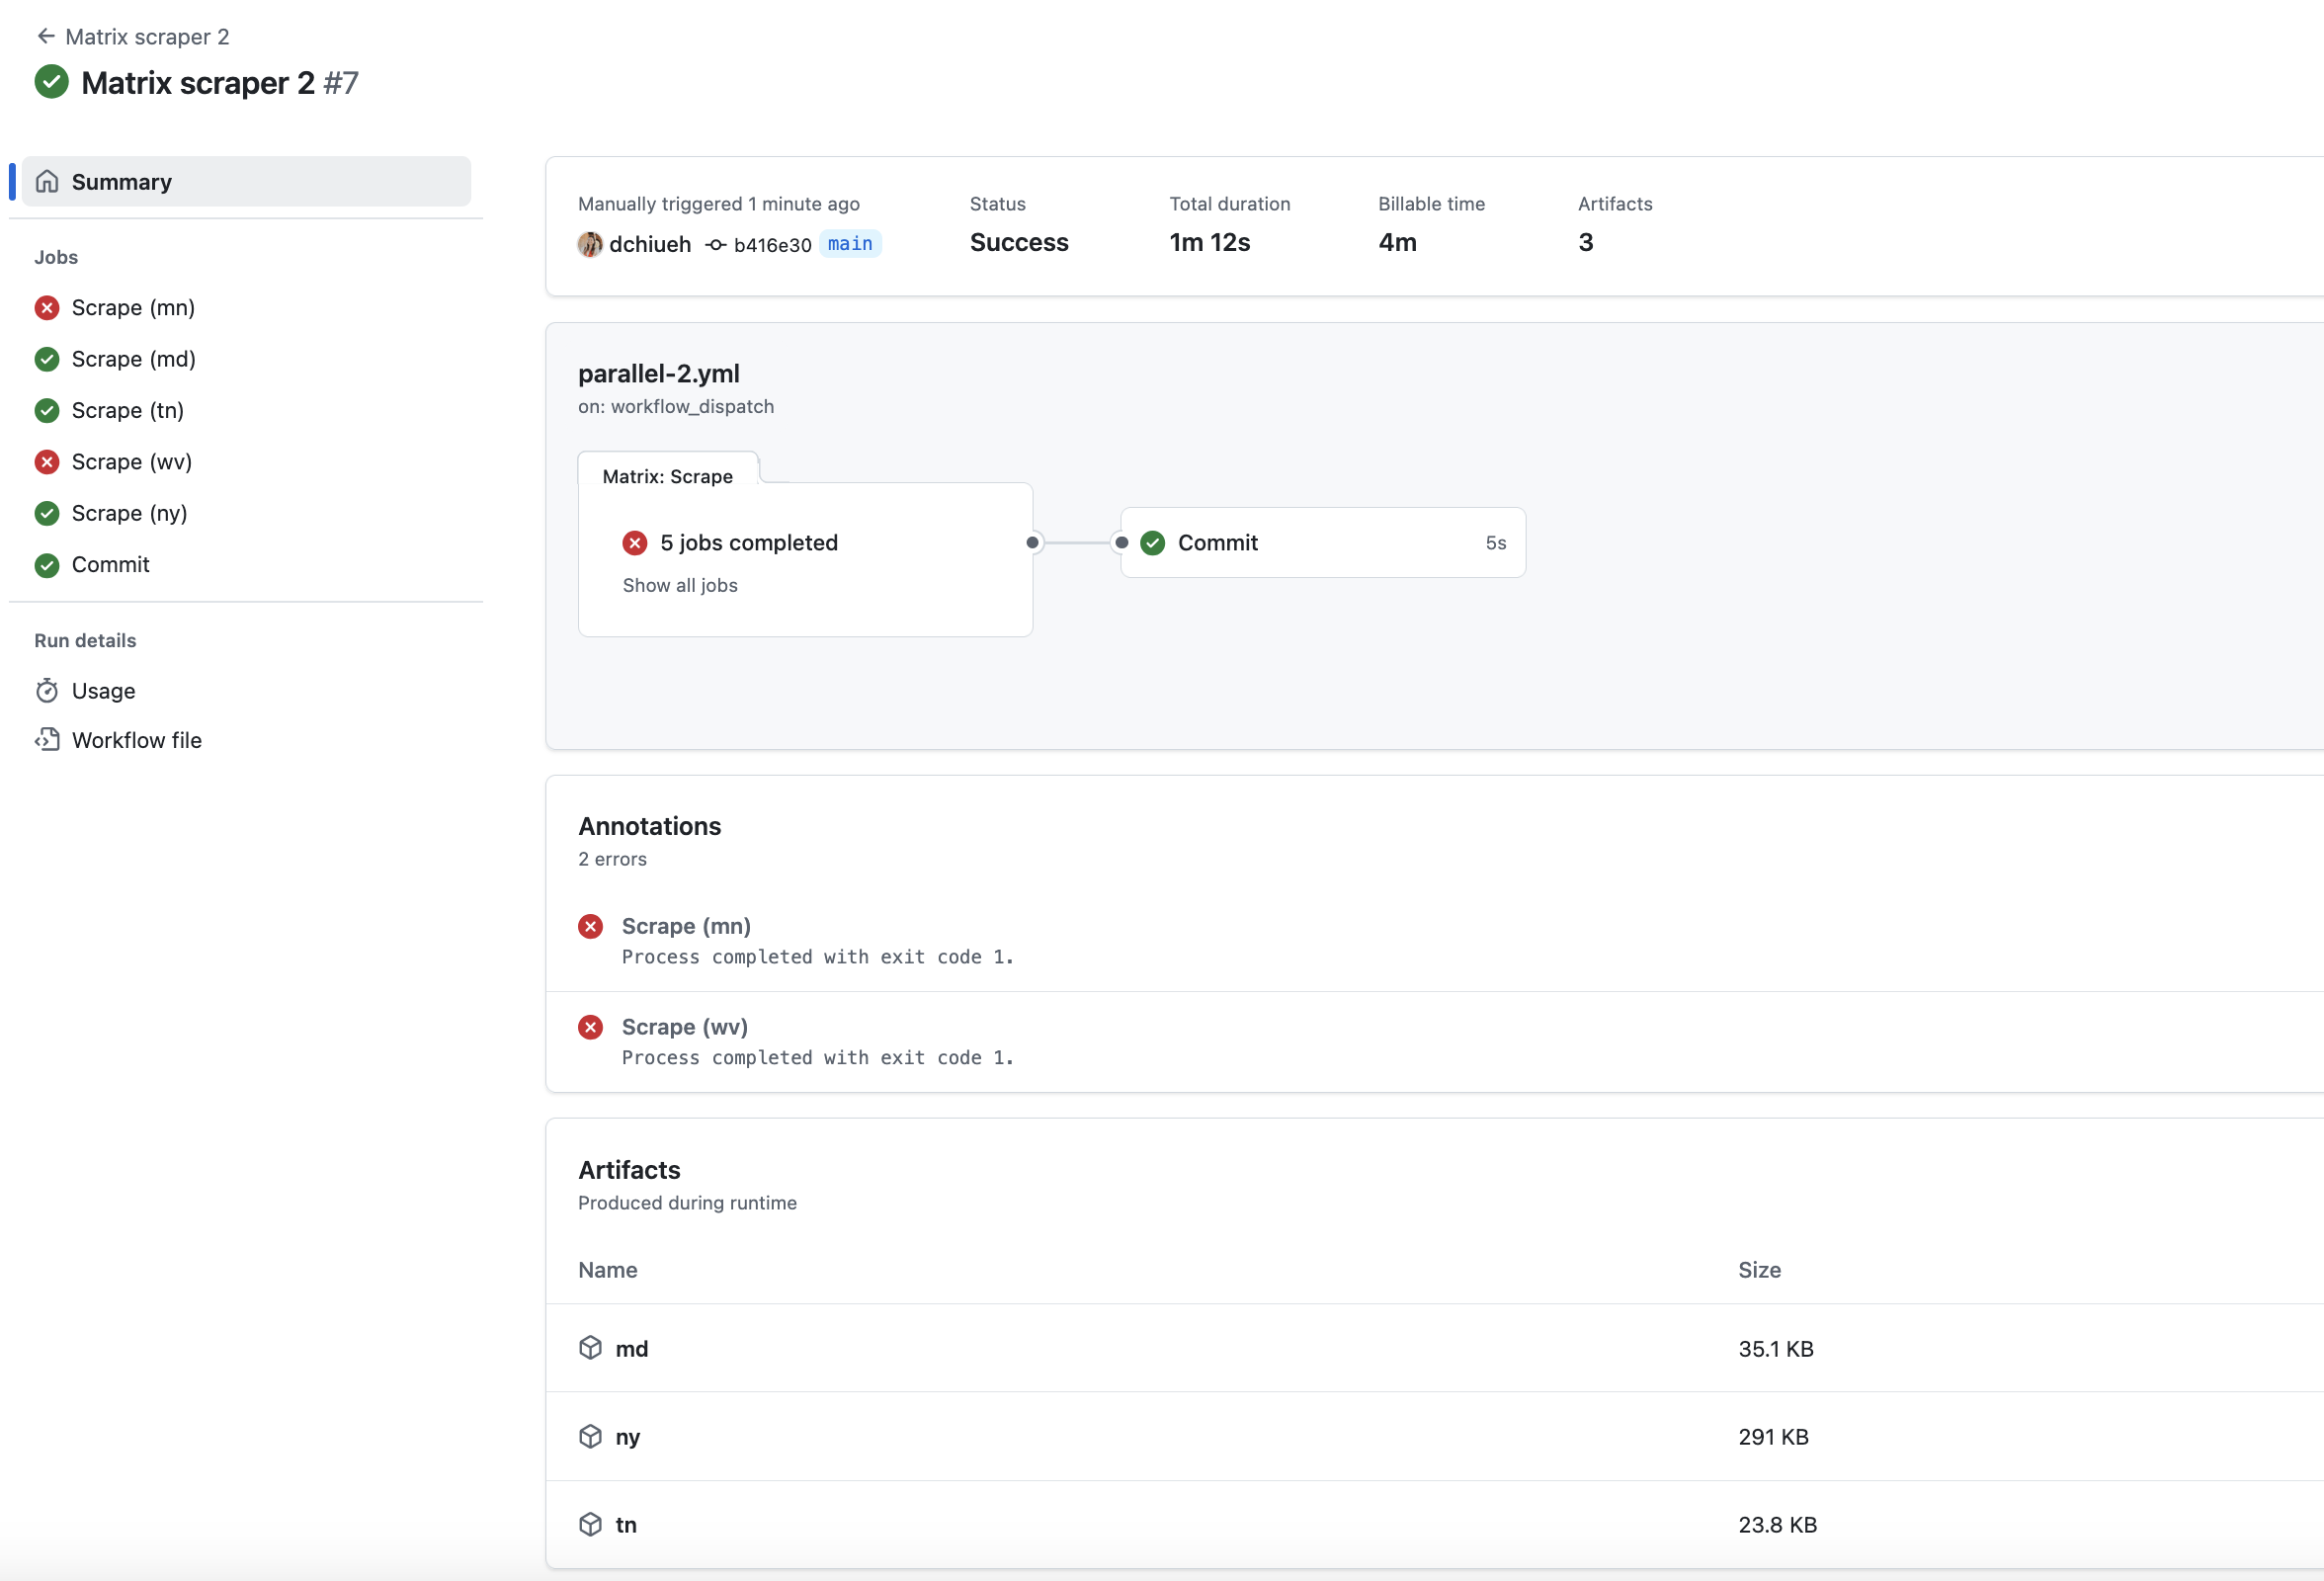 Matrix scraper 2
Matrix scraper 2 #7
Summary
Jobs
Scrape (mn)
Scrape (md)
Scrape (tn)
Scrape (wv)
Scrape (ny)
Commit
Run details
Usage
Workflow file
Manually triggered 1 minute ago
dchiueh b416e30 main
Status
Success
Total duration
1m 12s
Billable time
4m
Artifacts
3
parallel-2.yml
on: workflow_dispatch
Matrix: Scrape
5 jobs completed
Show all jobs
Commit 5s
Annotations
2 errors
Scrape (mn)
Process completed with exit code 1.
Scrape (wv)
Process completed with exit code 1.
Artifacts
Produced during runtime
Name Size
md 35.1 KB
ny 291 KB
tn 23.8 KB